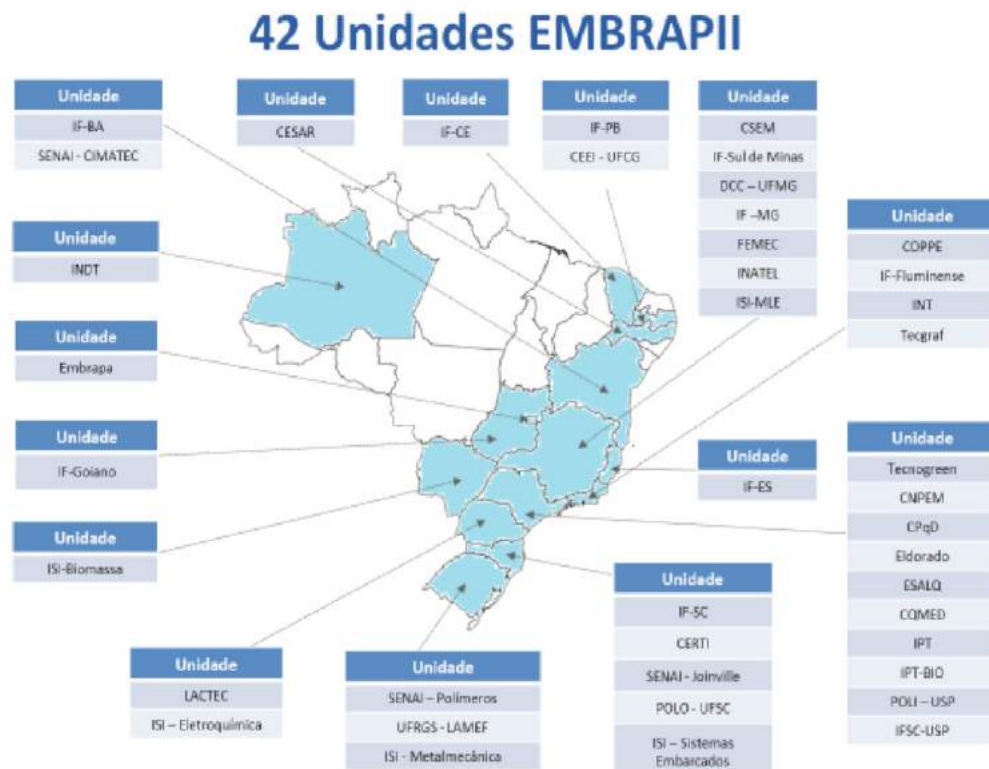 42 Unidades EMBRAPII
Unidade
IF-BA
SENAI - CIMATEC
Unidade
CESAR
Unidade
IF-CE
Unidade
IF-PB
CEEI - UFCG
Unidade
CSEM
IF-Sul de Minas
DCC – UFMG
IF –MG
FEMEC
INATEL
ISI-MLE
Unidade
COPPE
IF-Fluminense
INT
Tecgraf
Unidade
INDT
Unidade
Embrapa
Unidade
IF-Goiano
Unidade
ISI-Biomassa
Unidade
IF-ES
Unidade
Tecnogreen
CNPEM
CPqD
Eldorado
ESALQ
CQMED
IPT
IPT-BIO
POLI – USP
IFSC-USP
Unidade
LACTEC
ISI – Eletroquímica
Unidade
SENAI – Polímeros
UFRGS - LAMEF
ISI - Metalmecânica
Unidade
IF-SC
CERTI
SENAI - Joinville
POLO - UFSC
ISI – Sistemas
Embarcados